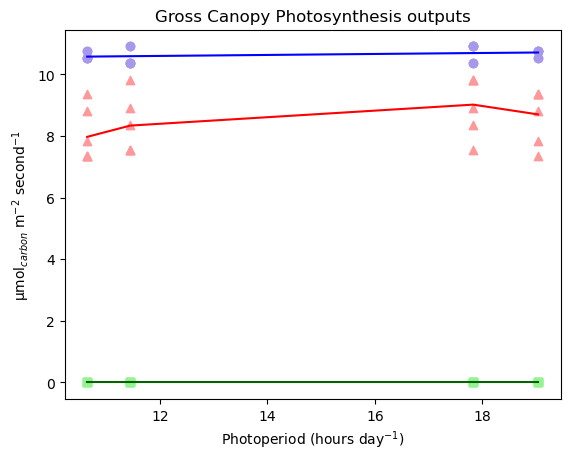 Gross Canopy Photosynthesis outputs
10
8
6
4
2
0
μmol_carbon m⁻² second⁻¹
12 14 16 18
Photoperiod (hours day⁻¹)